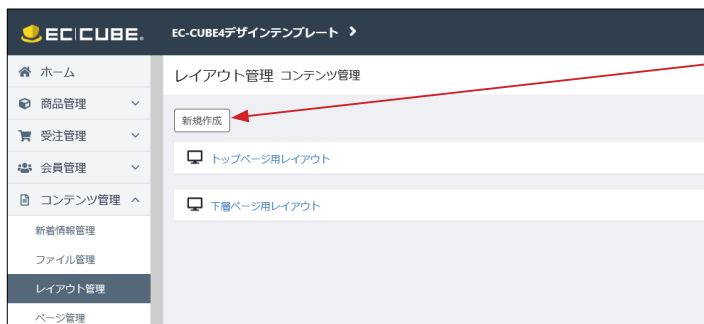 EC CUBE.
EC-CUBE4デザインテンプレート
ホーム
商品管理
受注管理
会員管理
コンテンツ管理
新着情報管理
ファイル管理
レイアウト管理
ページ管理
レイアウト管理 コンテンツ管理
新規作成
トップページ用レイアウト
下層ページ用レイアウト